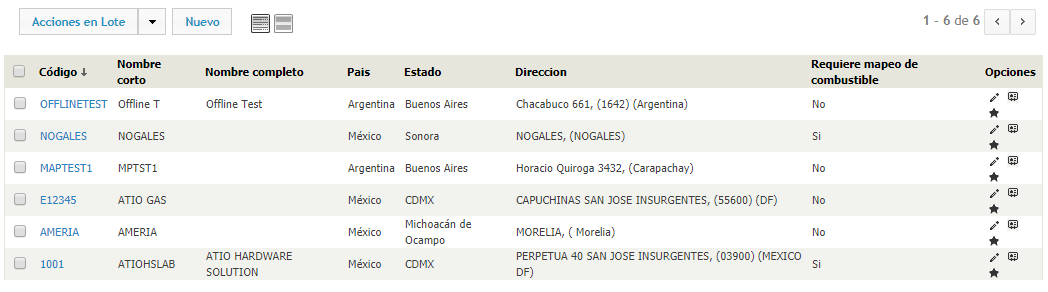 Acciones en Lote Nuevo 1 - 6 de 6
Código Nombre corto Nombre completo Pais Estado Direccion Requiere mapeo de combustible Opciones
OFFLINETEST Offline T Offline Test Argentina Buenos Aires Chacabuco 661, (1642) (Argentina) No
NOGALES NOGALES México Sonora NOGALES, (NOGALES) Si
MAPTEST1 MPTST1 Argentina Buenos Aires Horacio Quiroga 3432, (Carapachay) No
E12345 ATIO GAS México CDMX CAPUCHINAS SAN JOSE INSURGENTES, (55600) (DF) No
AMERIA AMERIA México Michoacán de Ocampo MORELIA, ( Morelia) No
1001 ATIOHSLAB ATIO HARDWARE SOLUTION México CDMX PERPETUA 40 SAN JOSE INSURGENTES, (03900) (MEXICO DF) Si